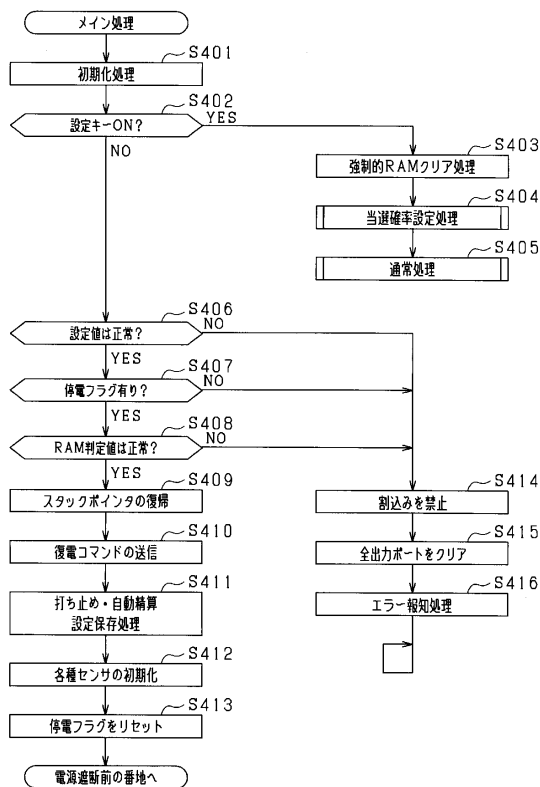 メイン処理
S401
初期化処理
S402
設定キーON?
YES
NO
S403
強制的RAMクリア処理
S404
当選確率設定処理
S405
通常処理
S406
設定値は正常?
NO
YES
S407
停電フラグ有り?
NO
YES
S408
RAM判定値は正常?
NO
YES
S409
スタックポインタの復帰
S410
復電コマンドの送信
S411
打ち止め・自動精算
設定保存処理
S412
各種センサの初期化
S413
停電フラグをリセット
電源遮断前の番地へ
S414
割込みを禁止
S415
全出力ポートをクリア
S416
エラー報知処理